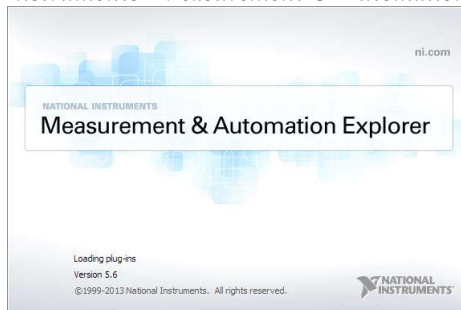 ni.com
NATIONAL INSTRUMENTS
Measurement & Automation Explorer
Loading plug-ins
Version 5.6
©1999-2013 National Instruments. All rights reserved.
NATIONAL
INSTRUMENTS